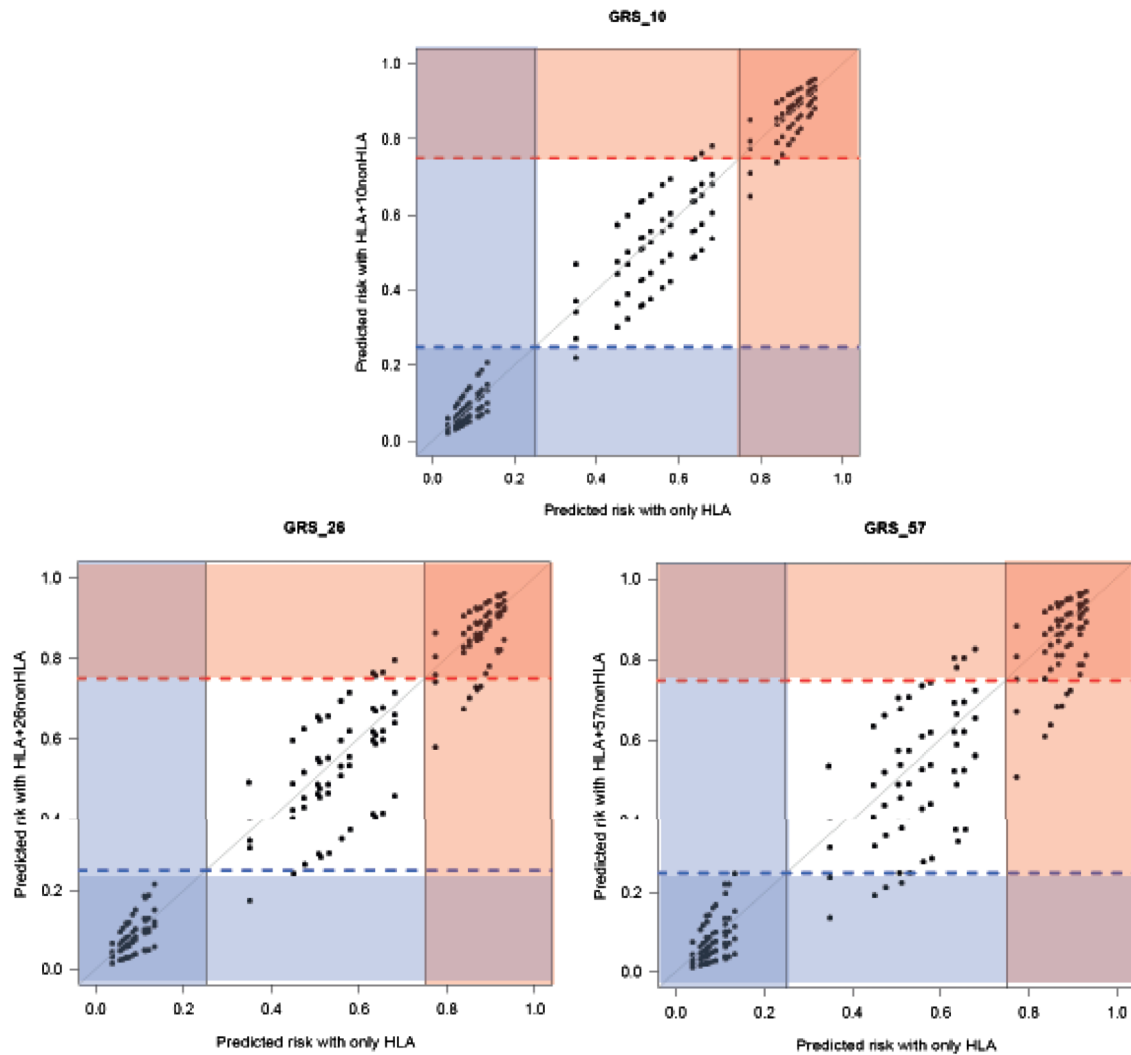 GRS_10
1.0
0.8
0.6
0.4
0.2
0.0
Predicted risk with HLA+10nonHLA
0.0 0.2 0.4 0.6 0.8 1.0
Predicted risk with only HLA
GRS_26
1.0
0.8
0.6
0.2
0.0
Predicted rik with HLA+26nonHLA
0.0 0.2 0.4 0.6 0.8 1.0
Predicted risk with only HLA
GRS_57
1.0
0.8
0.6
0.2
0.0
Predicted risk with HLA+57nonHLA
0.0 0.2 0.4 0.6 0.8 1.0
Predicted risk with only HLA